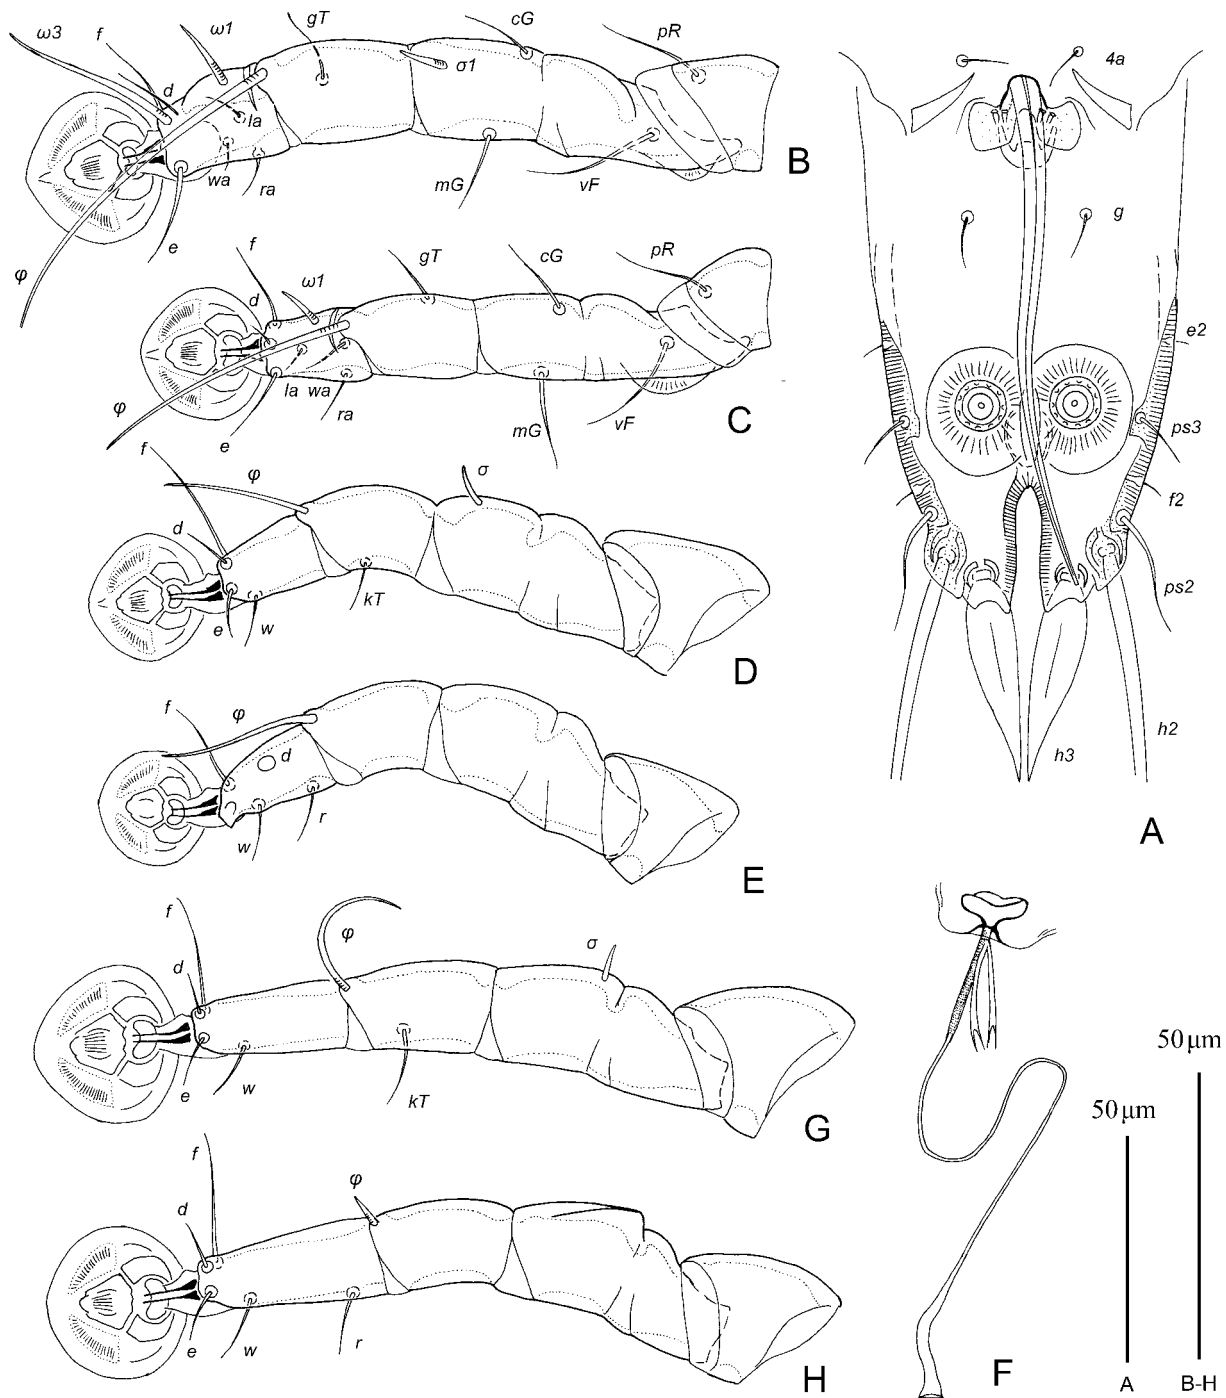 ω3 f ω1 gT cG pR
d σ1
la
wa ra mG vF
e
φ
B
f ω1 gT cG pR
d
la wa ra
φ e mG vF
C
f φ σ
d
e w kT
D
f φ
d
w r
E
f φ σ
d
e w kT
G
f
d φ
e w r
H
4a
g
e2
ps3
f2
ps2
h2
h3
A
F
50 μm
A
50 μm
B-H